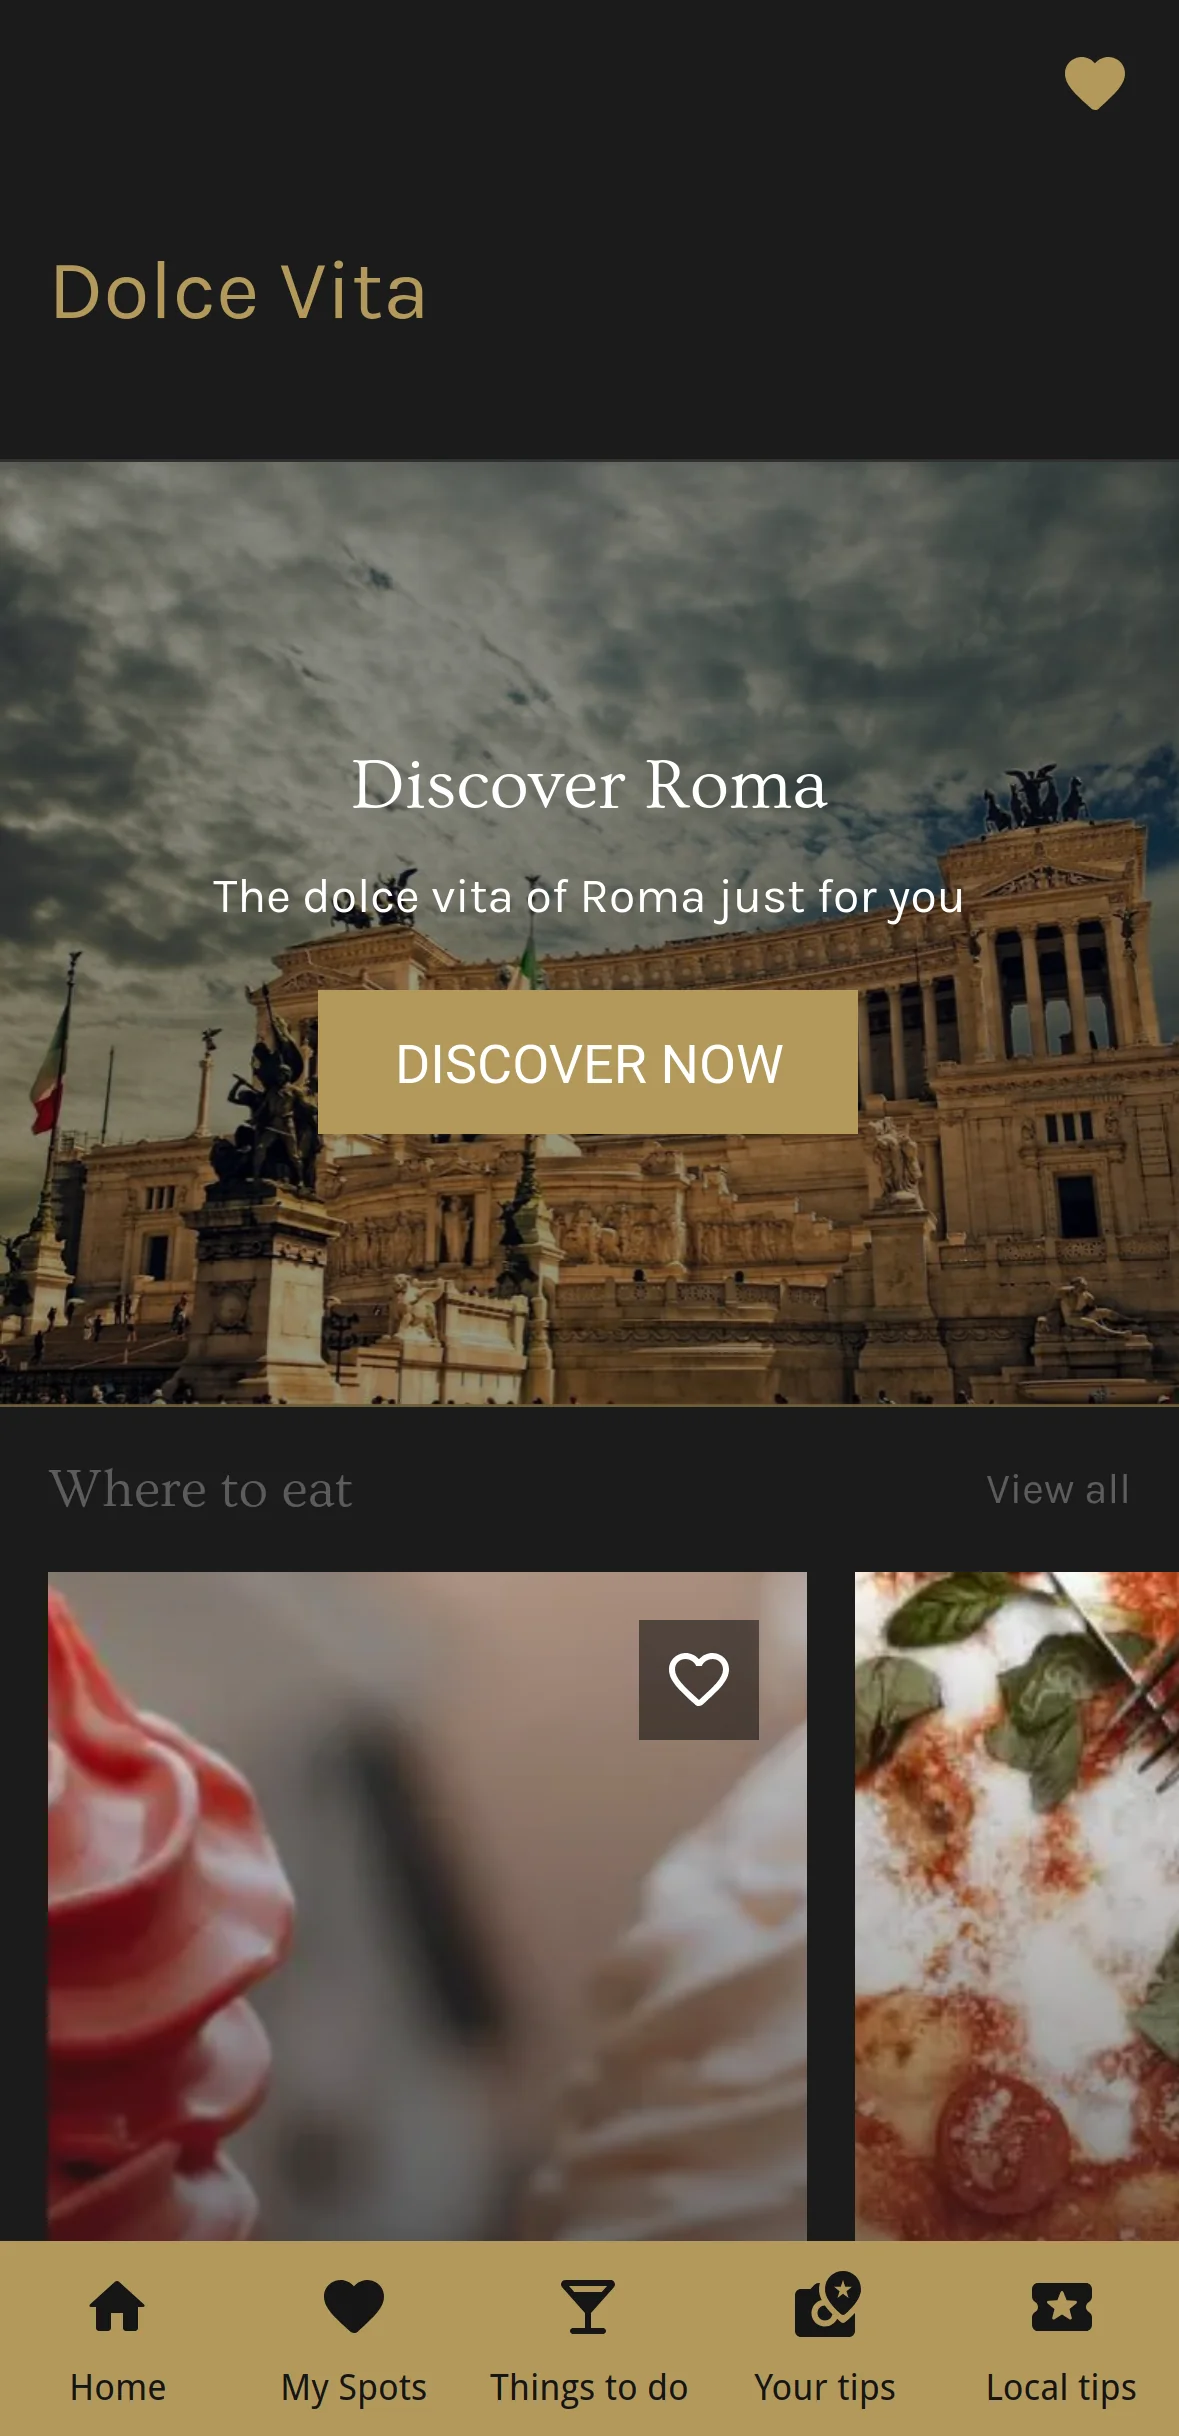 Dolce Vita
Discover Roma
The dolce vita of Roma just for you
DISCOVER NOW
Where to eat
View all
Home
My Spots
Things to do
Your tips
Local tips